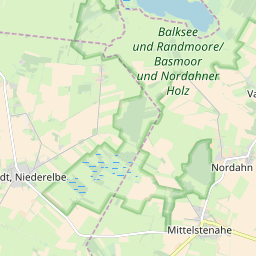 Balksee
und Randmoore/
Basmoor
und Nordahner
Holz
Va
Nordahn
dt, Niederelbe
Mittelstenahe